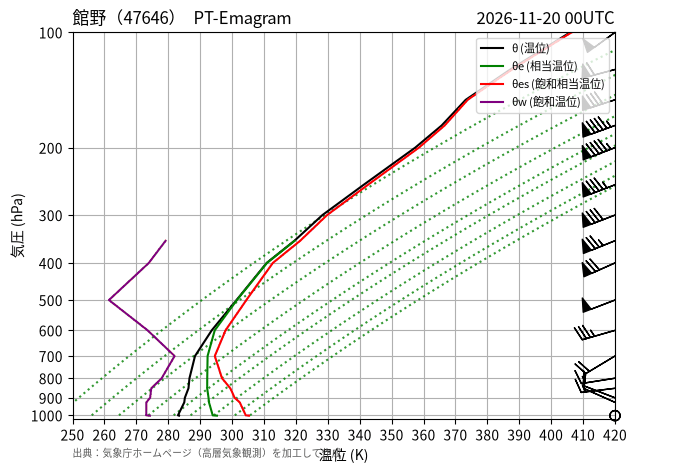 館野（47646） PT-Emagram
2026-11-20 00UTC
θ (温位)
θe (相当温位)
θes (飽和相当温位)
θw (飽和温位)
気圧 (hPa)
100
200
300
400
500
600
700
800
900
1000
250 260 270 280 290 300 310 320 330 340 350 360 370 380 390 400 410 420
温位 (K)
出典：気象庁ホームページ（高層気象観測）を加工して